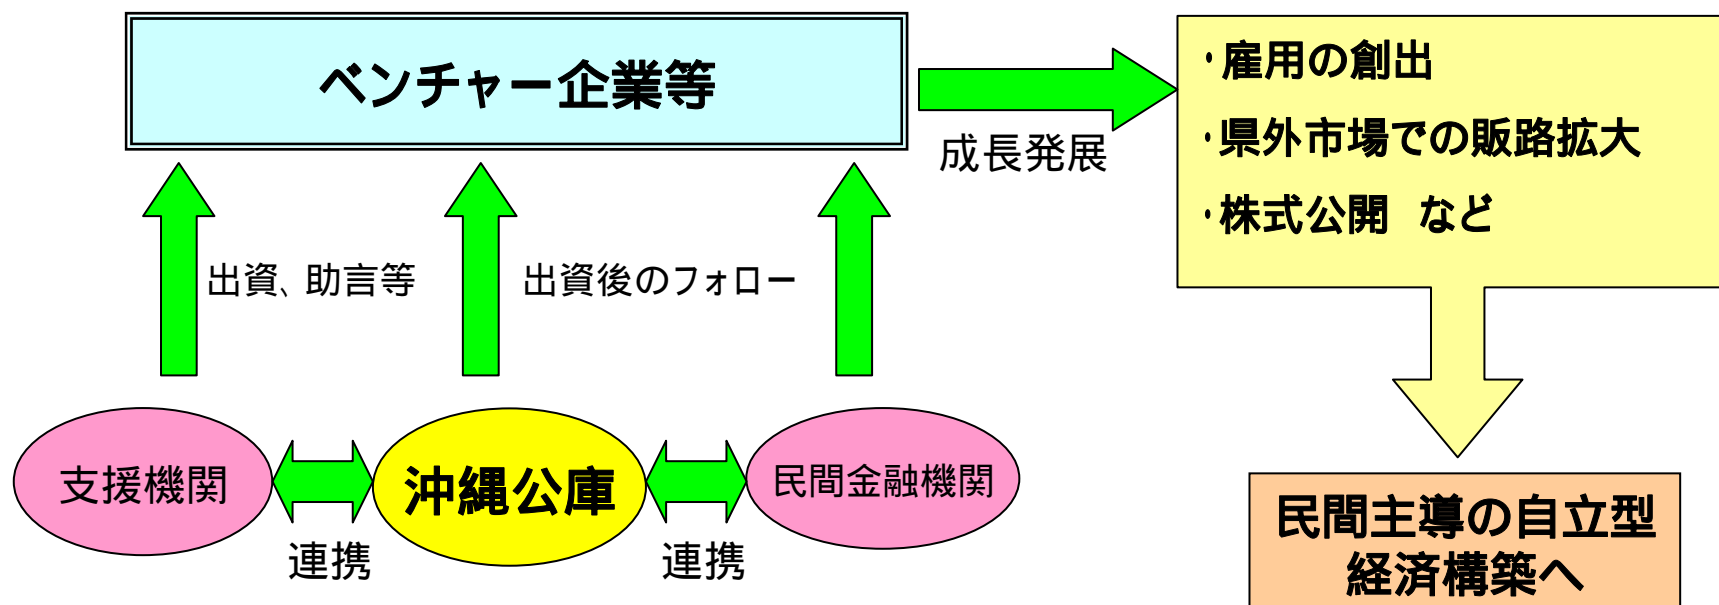 ベンチャー企業等
成長発展
・雇用の創出
・県外市場での販路拡大
・株式公開 など
出資、助言等
出資後のフォロー
支援機関
沖縄公庫
民間金融機関
連携
連携
民間主導の自立型
経済構築へ